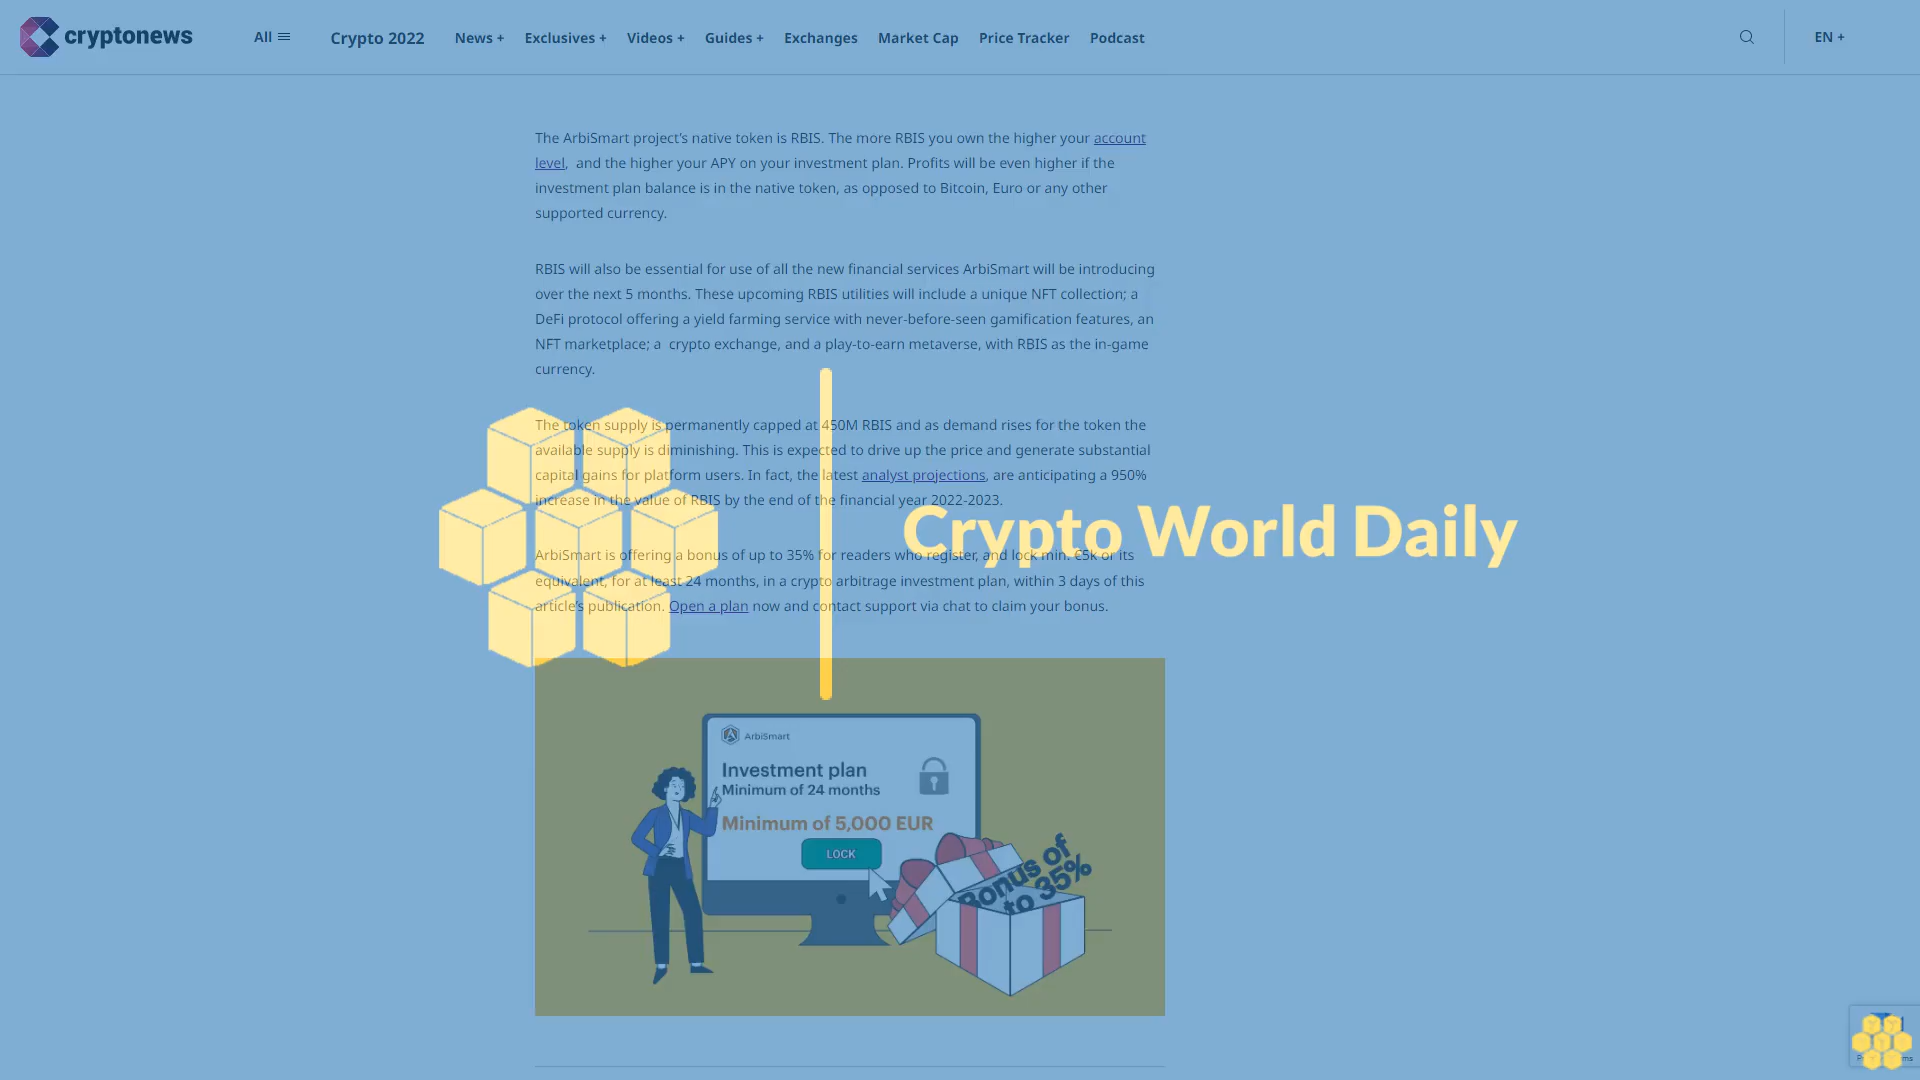 cryptonews
All
Crypto 2022
News +
Exclusives +
Videos +
Guides +
Exchanges
Market Cap
Price Tracker
Podcast
EN +
The ArbiSmart project's native token is RBIS. The more RBIS you own the higher your account
level,  and the higher your APY on your investment plan. Profits will be even higher if the
investment plan balance is in the native token, as opposed to Bitcoin, Euro or any other
supported currency.
RBIS will also be essential for use of all the new financial services ArbiSmart will be introducing
over the next 5 months. These upcoming RBIS utilities will include a unique NFT collection; a
DeFi protocol offering a yield farming service with never-before-seen gamification features, an
NFT marketplace; a  crypto exchange, and a play-to-earn metaverse, with RBIS as the in-game
currency.
The token supply is permanently capped at 450M RBIS and as demand rises for the token the
available supply is diminishing. This is expected to drive up the price and generate substantial
capital gains for platform users. In fact, the latest analyst projections, are anticipating a 950%
increase in the value of RBIS by the end of the financial year 2022-2023.
Crypto World Daily
ArbiSmart is offering a bonus of up to 35% for readers who register, and lock min. €5k or its
equivalent, for at least 24 months, in a crypto arbitrage investment plan, within 3 days of this
article's publication. Open a plan now and contact support via chat to claim your bonus.
ArbiSmart
Investment plan
Minimum of 24 months
Minimum of 5,000 EUR
LOCK
Bonus of
to 35%